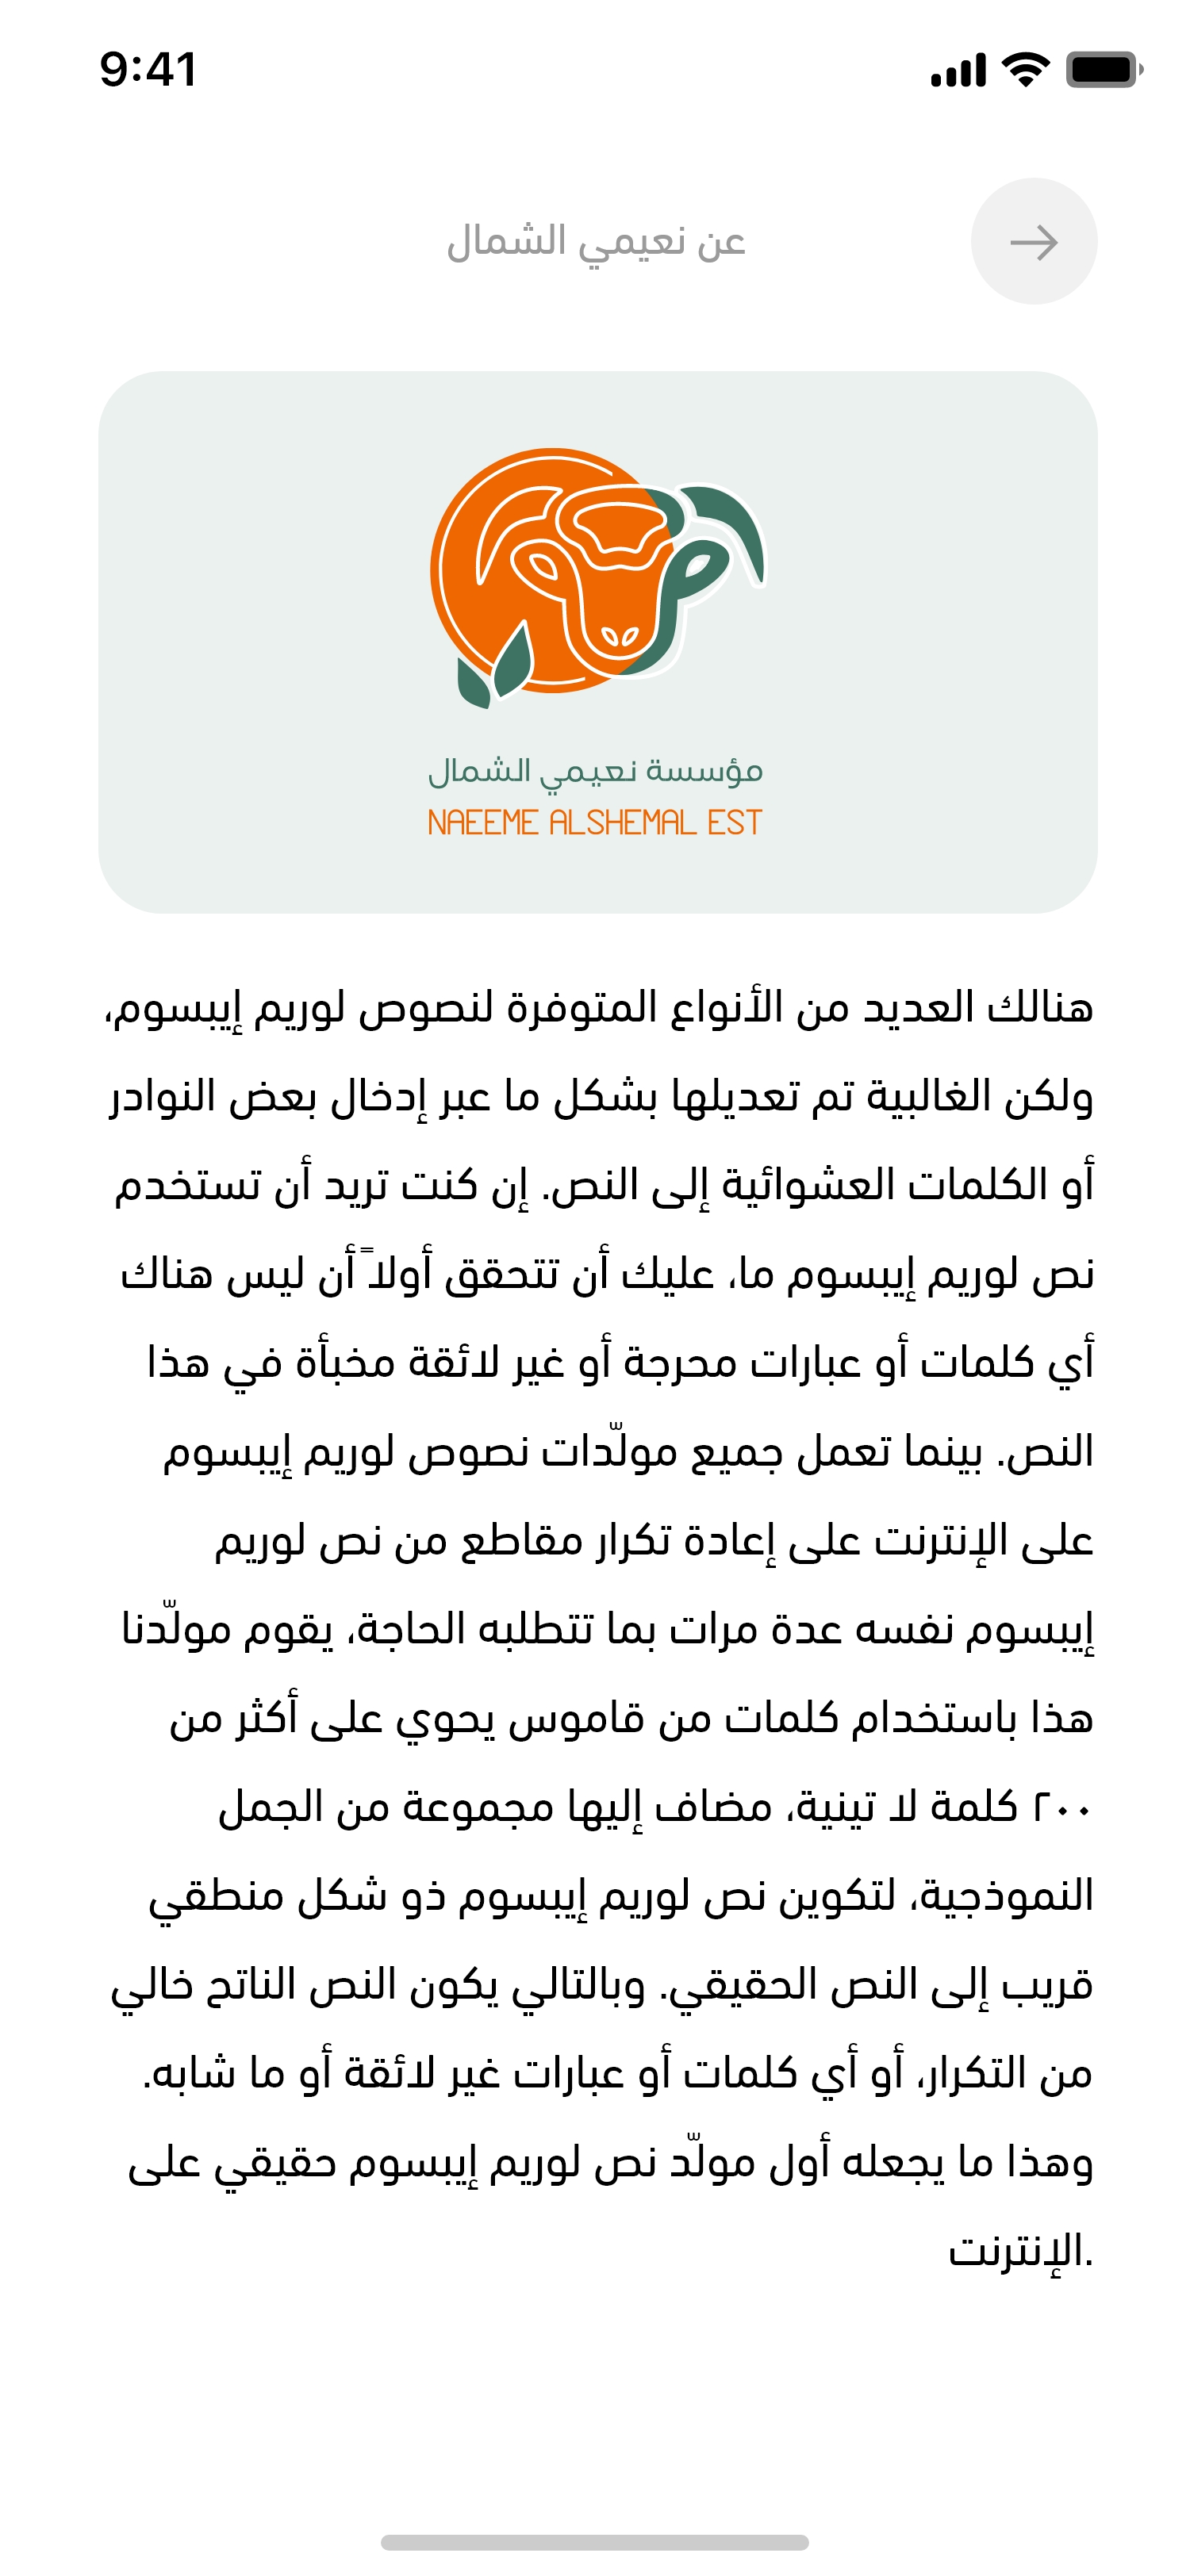 9:41
عن نعيمي الشمال
مؤسسة نعيمي الشمال
NAEEME ALSHEMAL EST
هنالك العديد من الأنواع المتوفرة لنصوص لوريم إيبسوم،
ولكن الغالبية تم تعديلها بشكل ما عبر إدخال بعض النوادر
أو الكلمات العشوائية إلى النص. إن كنت تريد أن تستخدم
نص لوريم إيبسوم ما، عليك أن تتحقق أولاً أن ليس هناك
أي كلمات أو عبارات محرجة أو غير لائقة مخبأة في هذا
النص. بينما تعمل جميع مولّدات نصوص لوريم إيبسوم
على الإنترنت على إعادة تكرار مقاطع من نص لوريم
إيبسوم نفسه عدة مرات بما تتطلبه الحاجة، يقوم مولّدنا
هذا باستخدام كلمات من قاموس يحوي على أكثر من
٢٠٠ كلمة لا تينية، مضاف إليها مجموعة من الجمل
النموذجية، لتكوين نص لوريم إيبسوم ذو شكل منطقي
قريب إلى النص الحقيقي. وبالتالي يكون النص الناتح خالي
من التكرار، أو أي كلمات أو عبارات غير لائقة أو ما شابه.
وهذا ما يجعله أول مولّد نص لوريم إيبسوم حقيقي على
.الإنترنت